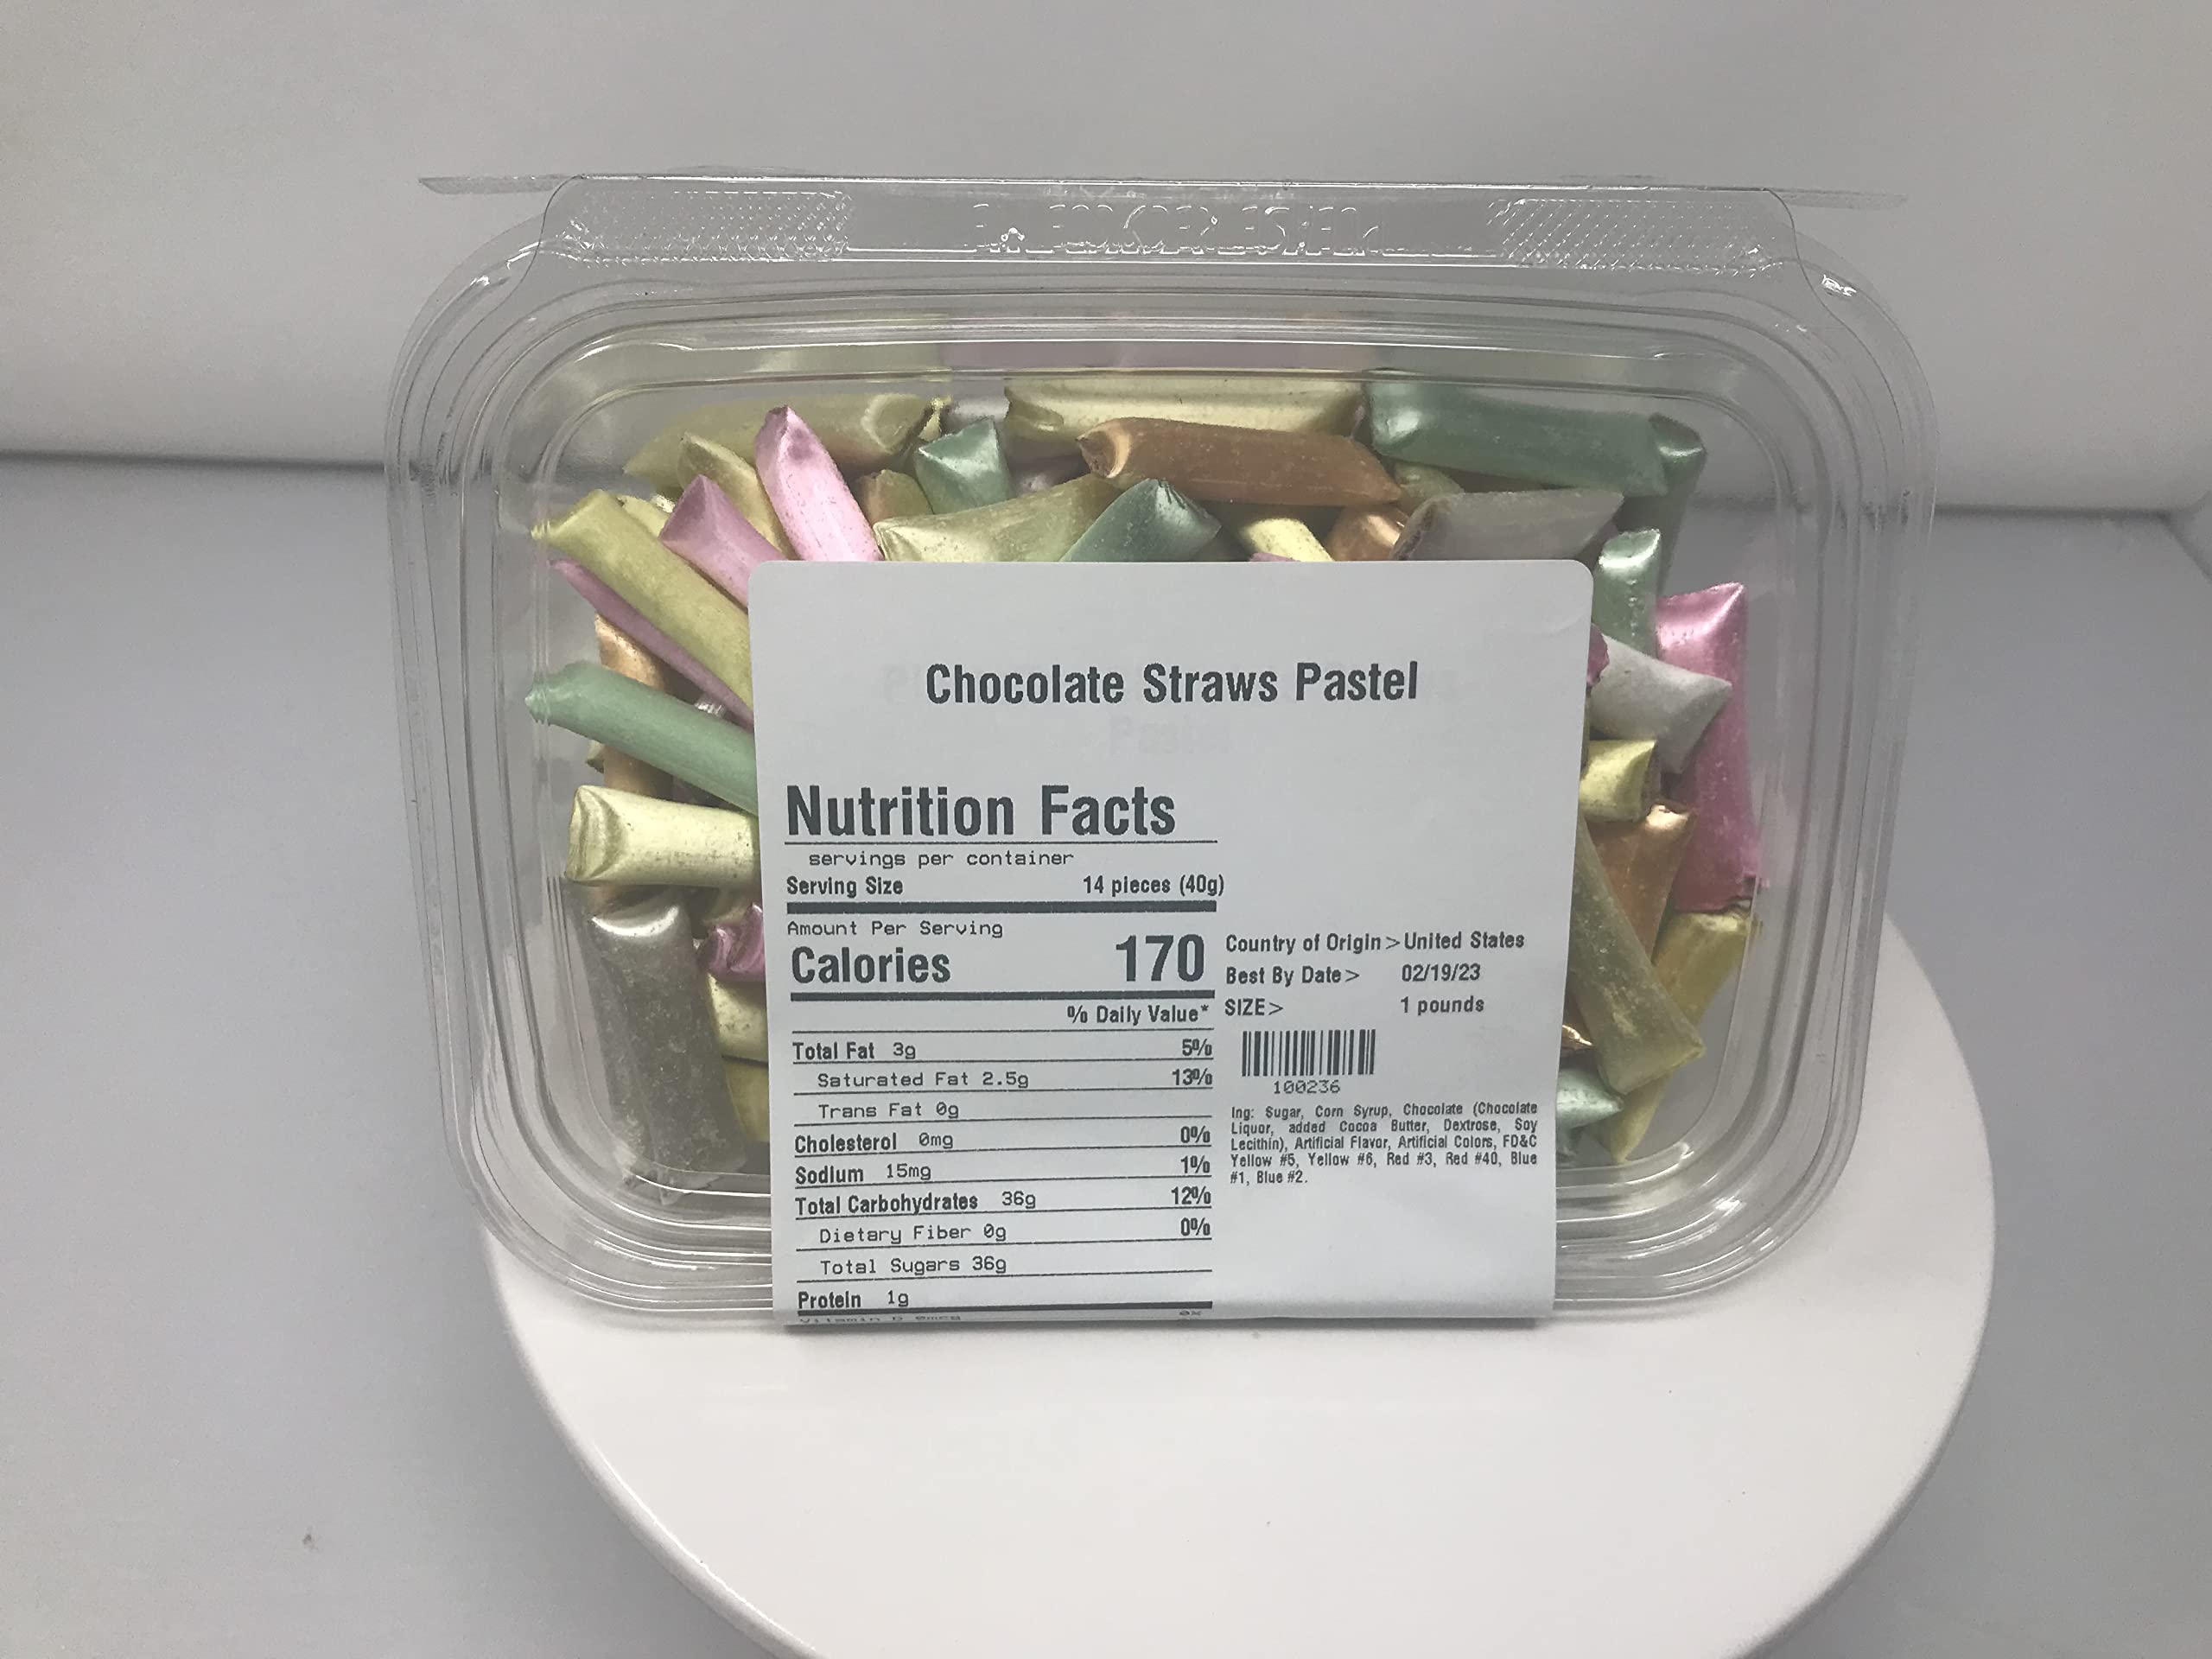 Chocolate Straws Pastel
Nutrition Facts
servings per container
Serving Size 14 pieces (40g)
Amount Per Serving
Calories 170
% Daily Value*
Total Fat 3g 5%
Saturated Fat 2.5g 13%
Trans Fat 0g
Cholesterol 0mg 0%
Sodium 15mg 1%
Total Carbohydrates 36g 12%
Dietary Fiber 0g 0%
Total Sugars 36g
Protein 1g
Vitamin D 0mcg 0%
Country of Origin> United States
Best By Date> 02/19/23
SIZE> 1 pounds
100236
Ing: Sugar, Corn Syrup, Chocolate (Chocolate
Liquor, added Cocoa Butter, Dextrose, Soy
Lecithin), Artificial Flavor, Artificial Colors, FD&C
Yellow #5, Yellow #6, Red #3, Red #40, Blue
#1, Blue #2.